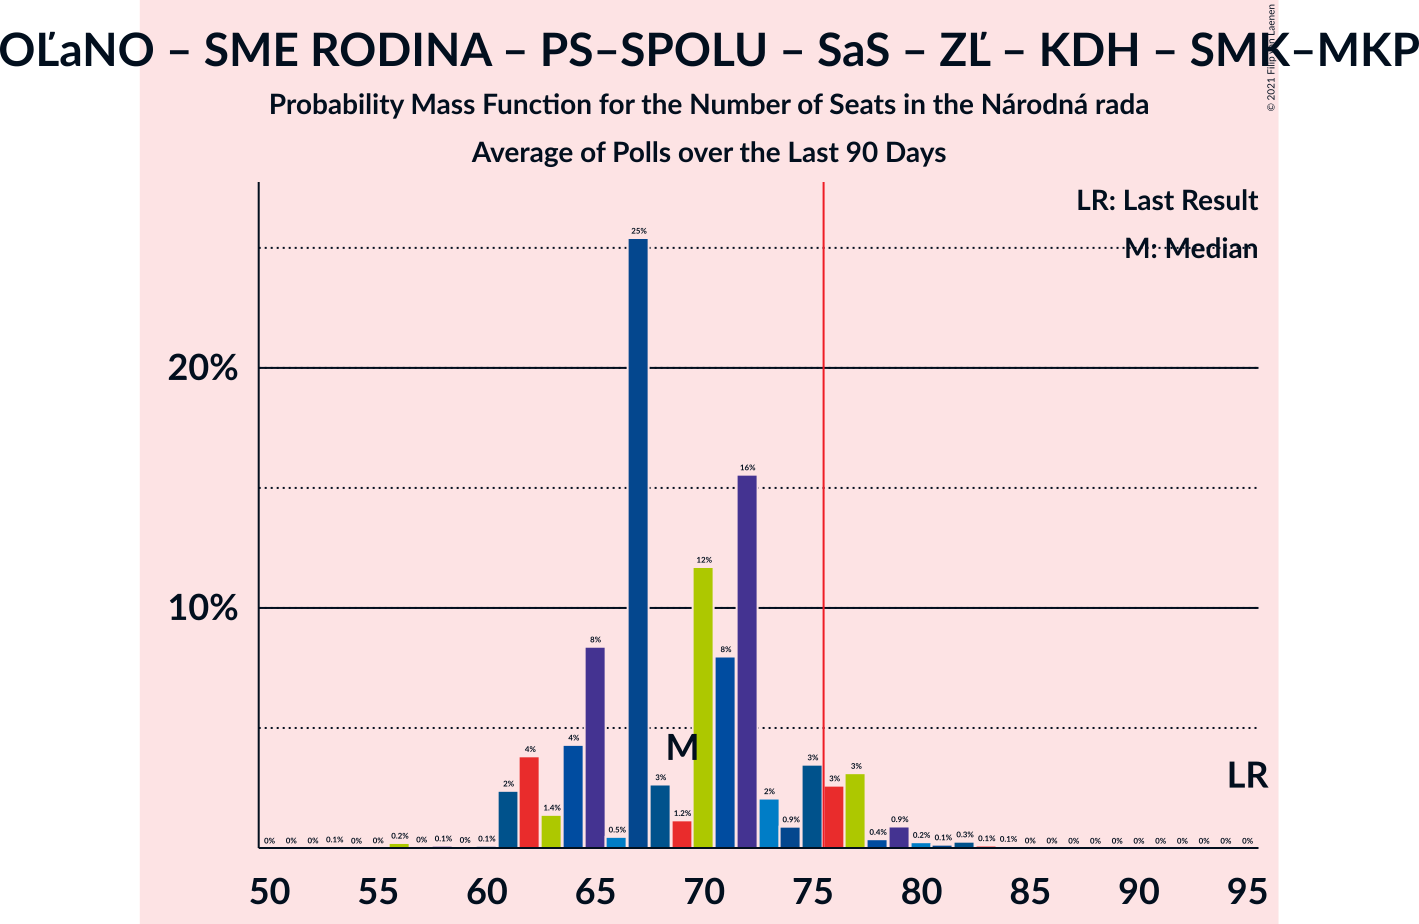 OĽaNO – SME RODINA – PS–SPOLU – SaS – ZĽ – KDH – SMK–MKP
Probability Mass Function for the Number of Seats in the Národná rada
Average of Polls over the Last 90 Days
© 2021 Filip van Laenen
LR: Last Result
M: Median
20%
10%
0% 0% 0% 0.1% 0% 0% 0.2% 0% 0.1% 0% 0.1% 2% 4% 1.4% 4% 8% 0.5% 25% 3% 1.2% 12% 8% 16% 2% 0.9% 3% 3% 3% 0.4% 0.9% 0.2% 0.1% 0.3% 0.1% 0.1% 0% 0% 0% 0% 0% 0% 0% 0% 0% 0% 0%
M
LR
50 55 60 65 70 75 80 85 90 95